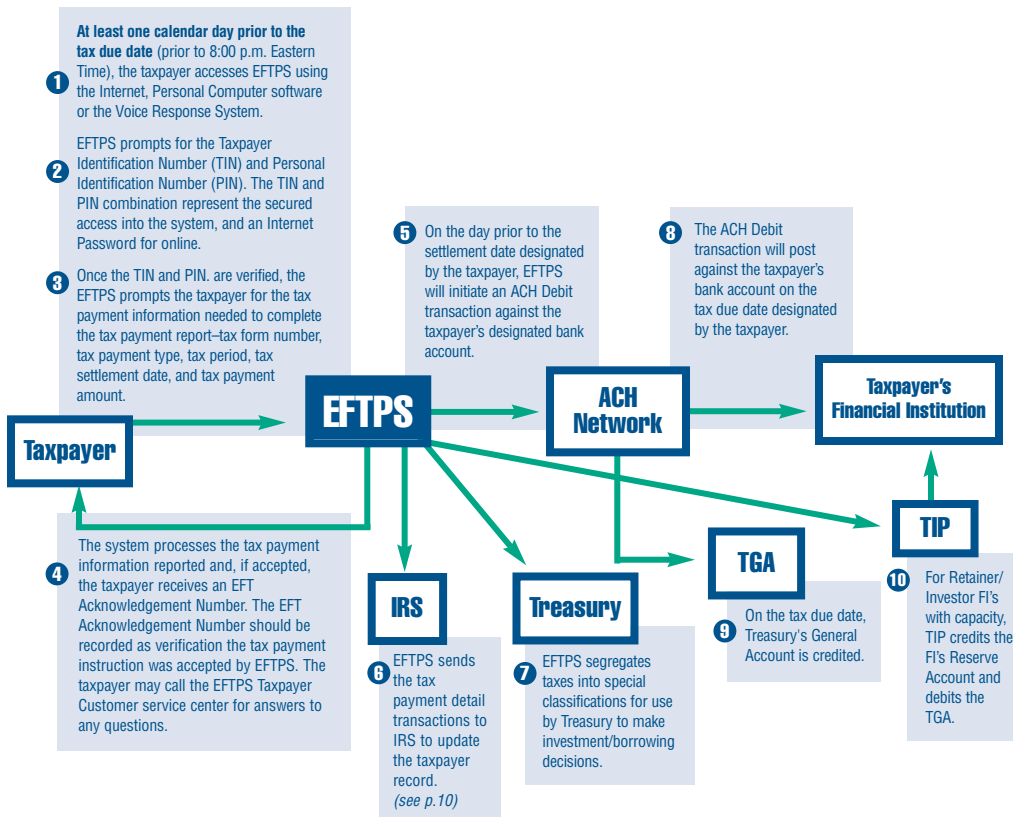 1
At least one calendar day prior to the
tax due date (prior to 8:00 p.m. Eastern
Time), the taxpayer accesses EFTPS using
the Internet, Personal Computer software
or the Voice Response System.
2
EFTPS prompts for the Taxpayer
Identification Number (TIN) and Personal
Identification Number (PIN). The TIN and
PIN combination represent the secured
access into the system, and an Internet
Password for online.
3
Once the TIN and PIN. are verified, the
EFTPS prompts the taxpayer for the tax
payment information needed to complete
the tax payment report–tax form number,
tax payment type, tax period, tax
settlement date, and tax payment
amount.
5
On the day prior to the
settlement date designated
by the taxpayer, EFTPS
will initiate an ACH Debit
transaction against the
taxpayer's designated bank
account.
8
The ACH Debit
transaction will post
against the taxpayer's
bank account on the
tax due date designated
by the taxpayer.
Taxpayer
EFTPS
ACH
Network
Taxpayer's
Financial Institution
4
The system processes the tax payment
information reported and, if accepted,
the taxpayer receives an EFT
Acknowledgement Number. The EFT
Acknowledgement Number should be
recorded as verification the tax payment
instruction was accepted by EFTPS. The
taxpayer may call the EFTPS Taxpayer
Customer service center for answers to
any questions.
IRS
6
EFTPS sends
the tax
payment detail
transactions to
IRS to update
the taxpayer
record.
(see p.10)
Treasury
7
EFTPS segregates
taxes into special
classifications for use
by Treasury to make
investment/borrowing
decisions.
TGA
9
On the tax due date,
Treasury's General
Account is credited.
TIP
10
For Retainer/
Investor FI's
with capacity,
TIP credits the
FI's Reserve
Account and
debits the
TGA.